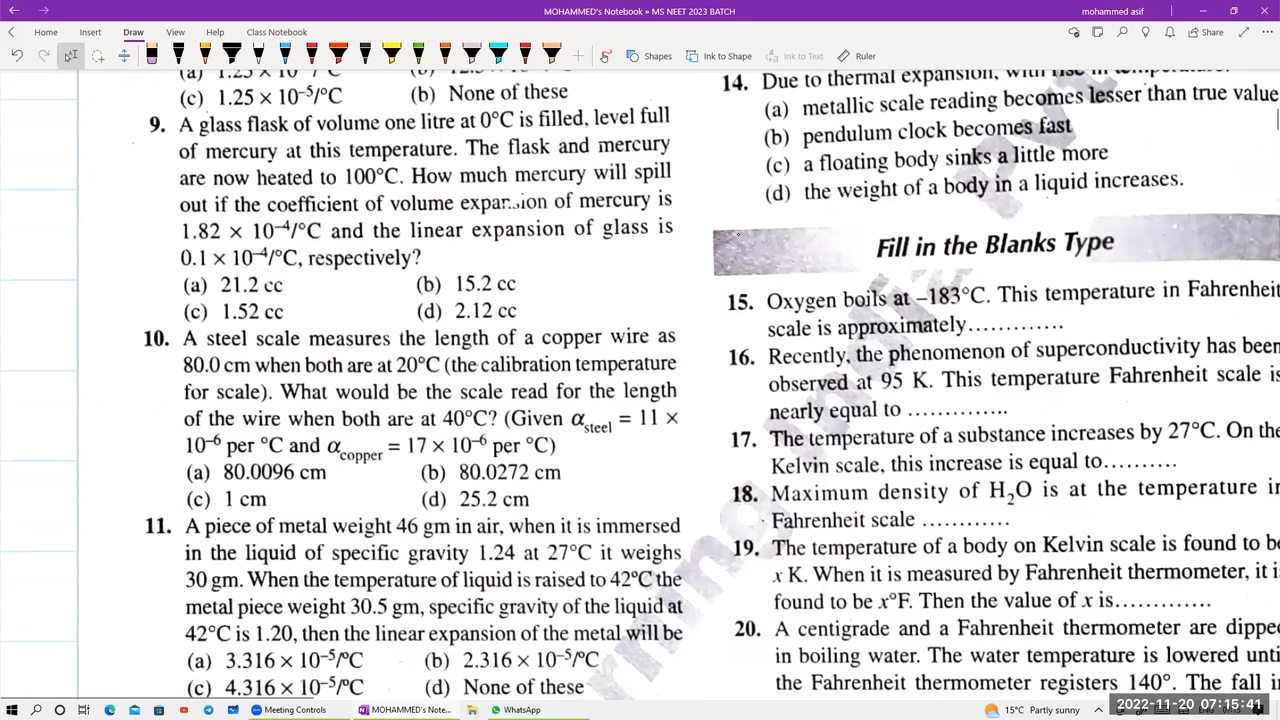 MOHAMMED's Notebook » MS NEET 2023 BATCH
mohammed asif
Home Insert Draw View Help Class Notebook
Share
Shapes Ink to Shape Ink to Text Math Ruler
(c) 1.25 × 10⁻⁵/°C (b) None of these
9. A glass flask of volume one litre at 0°C is filled, level full
of mercury at this temperature. The flask and mercury
are now heated to 100°C. How much mercury will spill
out if the coefficient of volume expansion of mercury is
1.82 × 10⁻⁴/°C and the linear expansion of glass is
0.1 × 10⁻⁴/°C, respectively?
(a) 21.2 cc (b) 15.2 cc
(c) 1.52 cc (d) 2.12 cc
10. A steel scale measures the length of a copper wire as
80.0 cm when both are at 20°C (the calibration temperature
for scale). What would be the scale read for the length
of the wire when both are at 40°C? (Given α_steel = 11 ×
10⁻⁶ per °C and α_copper = 17 × 10⁻⁶ per °C)
(a) 80.0096 cm (b) 80.0272 cm
(c) 1 cm (d) 25.2 cm
11. A piece of metal weight 46 gm in air, when it is immersed
in the liquid of specific gravity 1.24 at 27°C it weighs
30 gm. When the temperature of liquid is raised to 42°C the
metal piece weight 30.5 gm, specific gravity of the liquid at
42°C is 1.20, then the linear expansion of the metal will be
(a) 3.316 × 10⁻⁵/°C (b) 2.316 × 10⁻⁵/°C
(c) 4.316 × 10⁻⁵/°C (d) None of these
14. Due to thermal expansion, with rise in temperature:
(a) metallic scale reading becomes lesser than true value
(b) pendulum clock becomes fast
(c) a floating body sinks a little more
(d) the weight of a body in a liquid increases.
Fill in the Blanks Type
15. Oxygen boils at –183°C. This temperature in Fahrenheit
scale is approximately.............
16. Recently, the phenomenon of superconductivity has been
observed at 95 K. This temperature Fahrenheit scale is
nearly equal to .............
17. The temperature of a substance increases by 27°C. On the
Kelvin scale, this increase is equal to..........
18. Maximum density of H₂O is at the temperature in
Fahrenheit scale ............
19. The temperature of a body on Kelvin scale is found to be
x K. When it is measured by Fahrenheit thermometer, it is
found to be x°F. Then the value of x is.............
20. A centigrade and a Fahrenheit thermometer are dipped
in boiling water. The water temperature is lowered until
the Fahrenheit thermometer registers 140°. The fall in
Meeting Controls MOHAMMED's Note... WhatsApp
15°C Partly sunny
2022-11-20 07:15:41